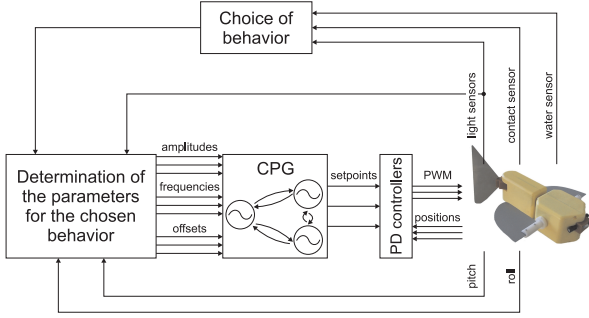 Choice of
behavior
light sensors
contact sensor
water sensor
amplitudes
frequencies
offsets
Determination of
the parameters
for the chosen
behavior
CPG
setpoints
PD controllers
PWM
positions
pitch
roll